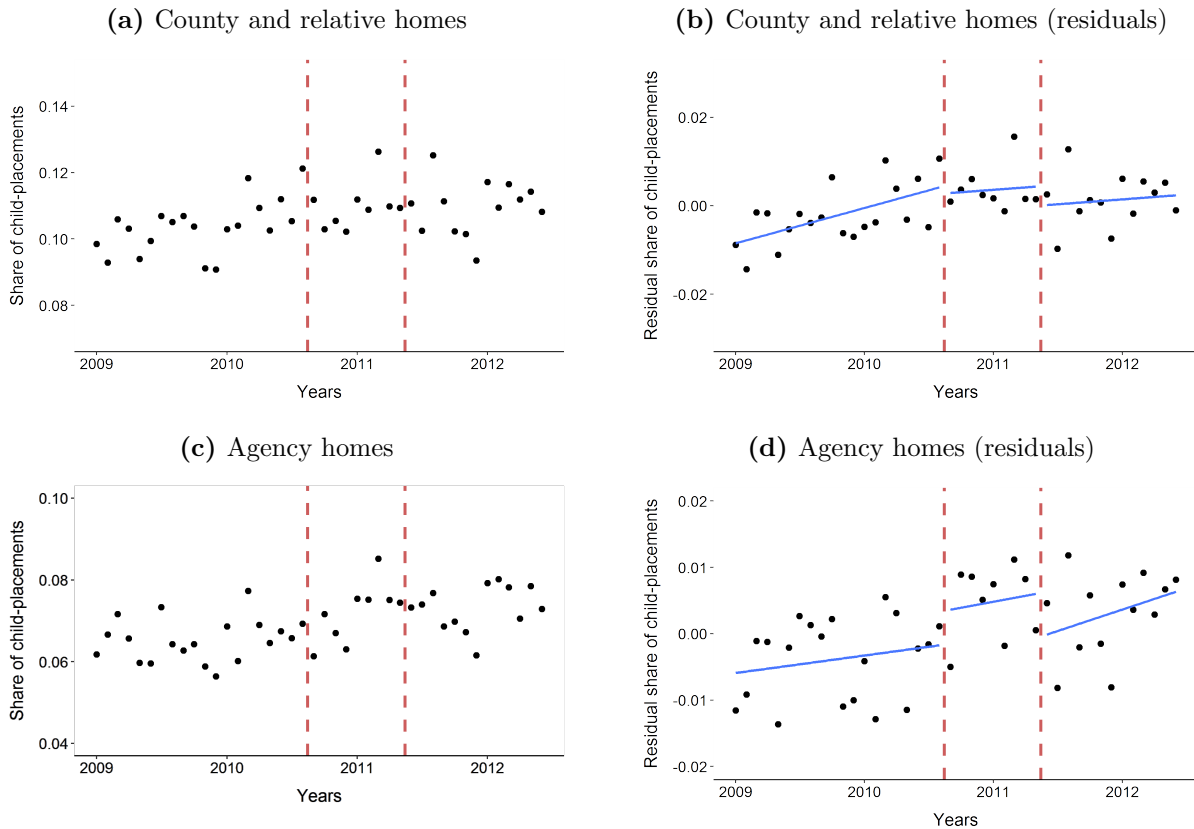 (a) County and relative homes
Share of child-placements
0.14
0.12
0.10
0.08
2009 2010 2011 2012
Years
(b) County and relative homes (residuals)
Residual share of child-placements
0.02
0.00
-0.02
2009 2010 2011 2012
Years
(c) Agency homes
Share of child-placements
0.10
0.08
0.06
0.04
2009 2010 2011 2012
Years
(d) Agency homes (residuals)
Residual share of child-placements
0.02
0.01
0.00
-0.01
-0.02
2009 2010 2011 2012
Years